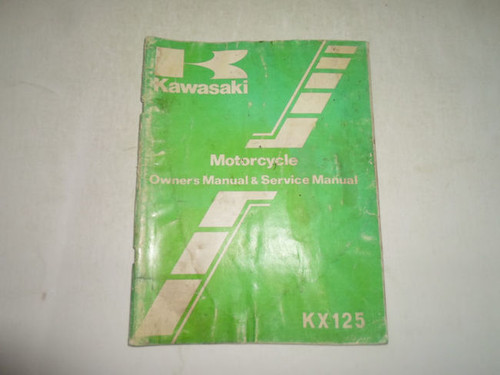 Kawasaki
Motorcycle
Owners Manual & Service Manual
KX125